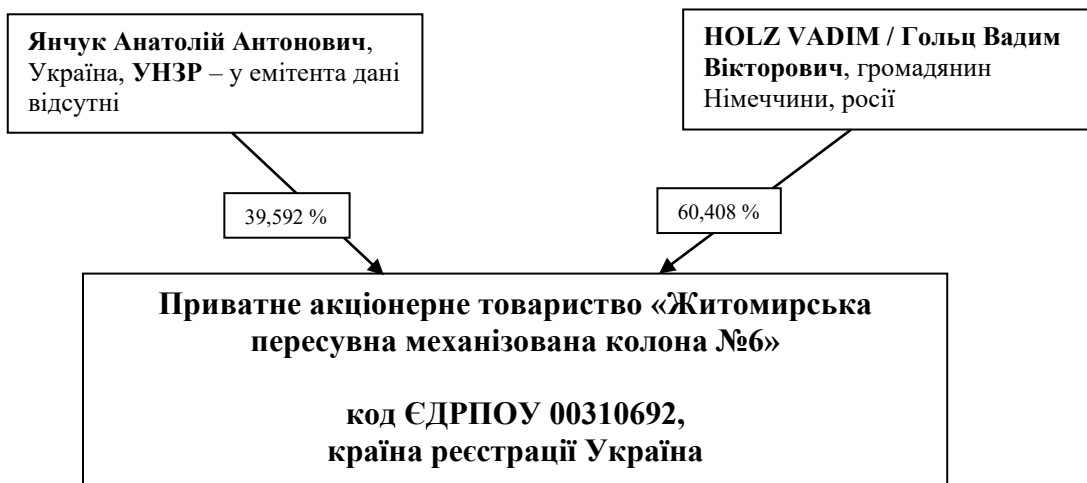 Янчук Анатолій Антонович,
Україна, УНЗР – у емітента дані
відсутні
HOLZ VADIM / Гольц Вадим
Вікторович, громадянин
Німеччини, росії
39,592 %
60,408 %
Приватне акціонерне товариство «Житомирська
пересувна механізована колона №6»
код ЄДРПОУ 00310692,
країна реєстрації Україна